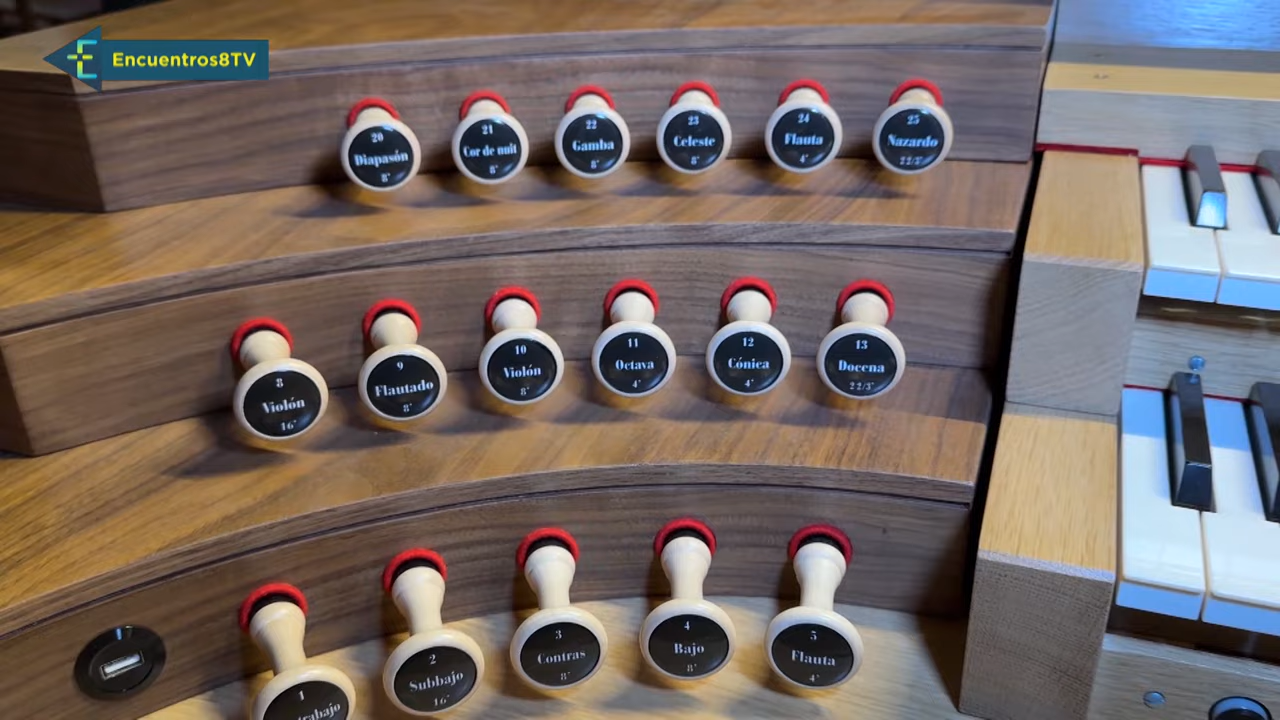 Encuentros8TV
20
Diapasón
8'
21
Cor de nuit
8'
22
Gamba
8'
23
Celeste
8'
24
Flauta
4'
25
Nazardo
2 2/3'
8
Violón
16'
9
Flautado
8'
10
Violón
8'
11
Octava
4'
12
Cónica
4'
13
Docena
2 2/3'
1
2
Subbajo
16'
3
Contras
8'
4
Bajo
8'
5
Flauta
4'